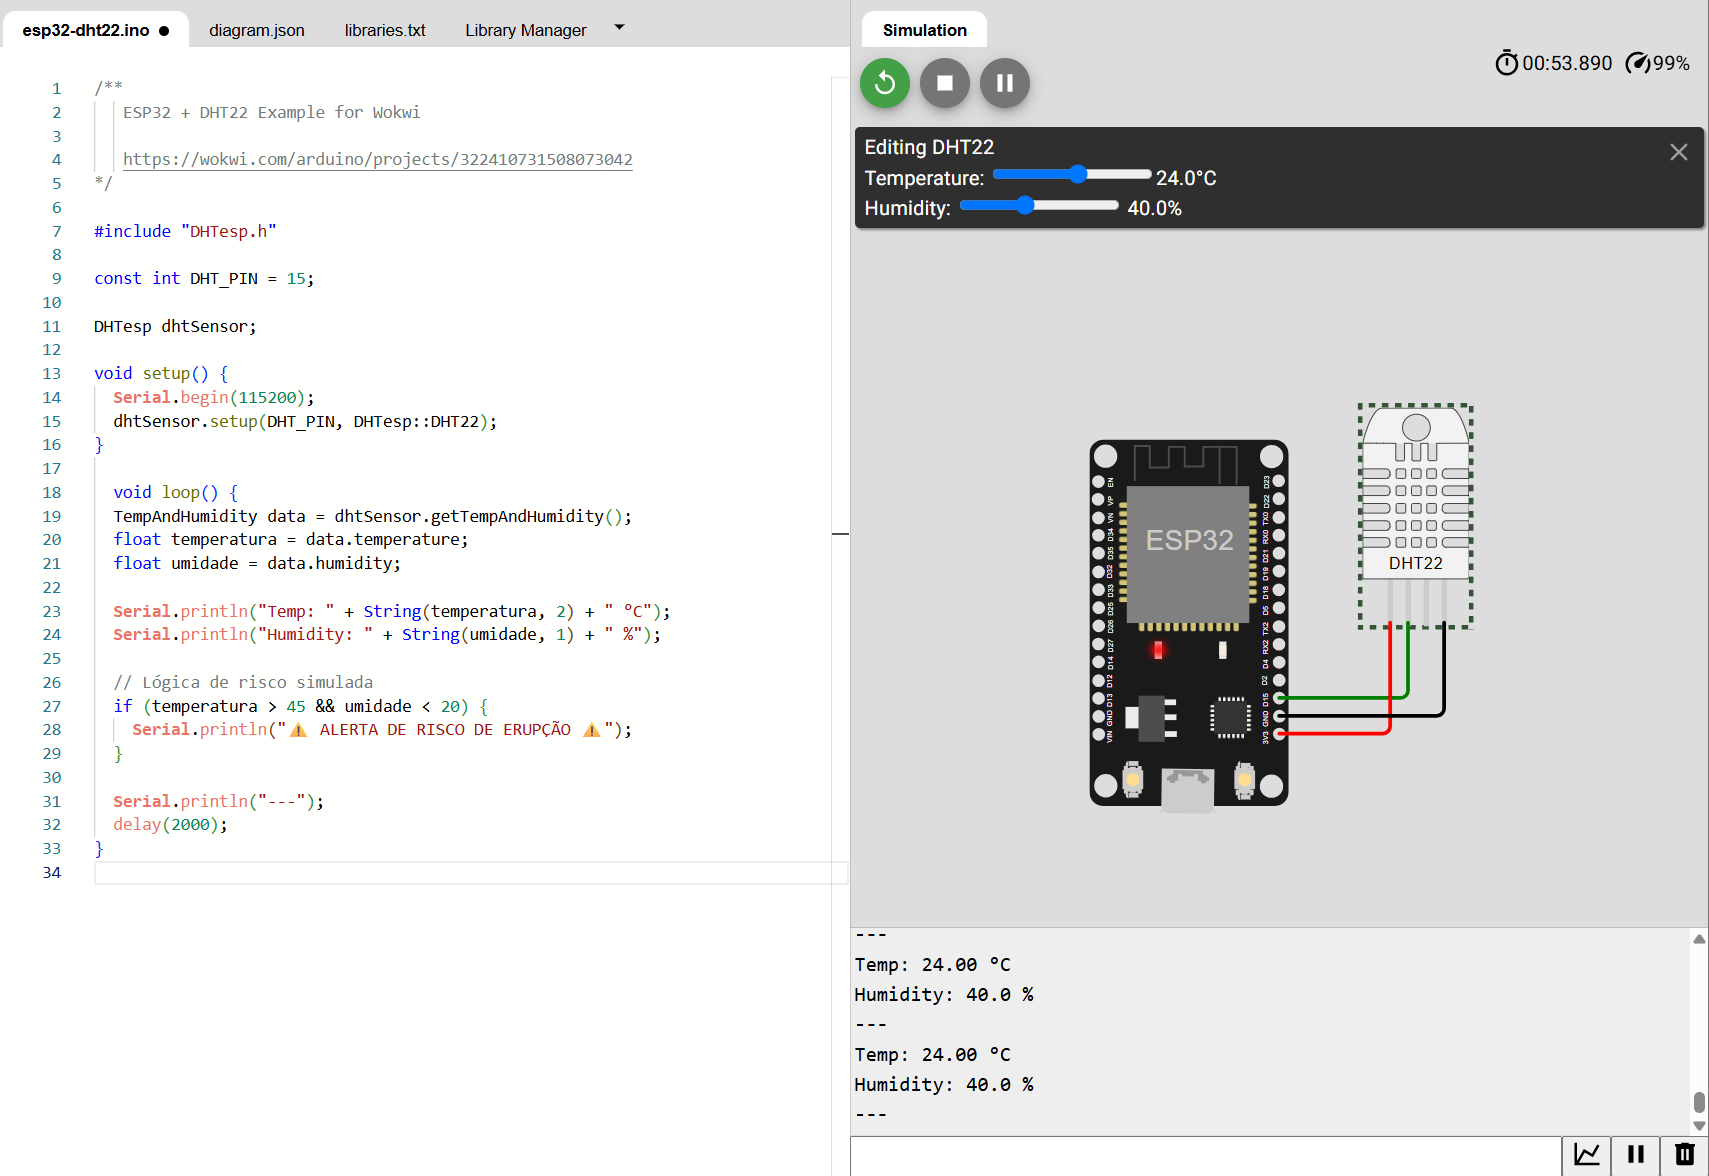 esp32-dht22.ino ●
diagram.json
libraries.txt
Library Manager
1 /**
2 ESP32 + DHT22 Example for Wokwi
3
4 https://wokwi.com/arduino/projects/322410731508073042
5 */
6
7 #include "DHTesp.h"
8
9 const int DHT_PIN = 15;
10
11 DHTesp dhtSensor;
12
13 void setup() {
14 Serial.begin(115200);
15 dhtSensor.setup(DHT_PIN, DHTesp::DHT22);
16 }
17
18 void loop() {
19 TempAndHumidity data = dhtSensor.getTempAndHumidity();
20 float temperatura = data.temperature;
21 float umidade = data.humidity;
22
23 Serial.println("Temp: " + String(temperatura, 2) + " °C");
24 Serial.println("Humidity: " + String(umidade, 1) + " %");
25
26 // Lógica de risco simulada
27 if (temperatura > 45 && umidade < 20) {
28 Serial.println("⚠️ ALERTA DE RISCO DE ERUPÇÃO ⚠️");
29 }
30
31 Serial.println("---");
32 delay(2000);
33 }
34
Simulation
00:53.890 99%
Editing DHT22
Temperature: 24.0°C
Humidity: 40.0%
ESP32
EN
VP
VN
D34
D35
D32
D33
D25
D26
D27
D14
D12
D13
GND
VIN
D23
D22
TX0
RX0
D21
D19
D18
D5
TX2
RX2
D4
D2
D15
GND
3V3
DHT22
---
Temp: 24.00 °C
Humidity: 40.0 %
---
Temp: 24.00 °C
Humidity: 40.0 %
---